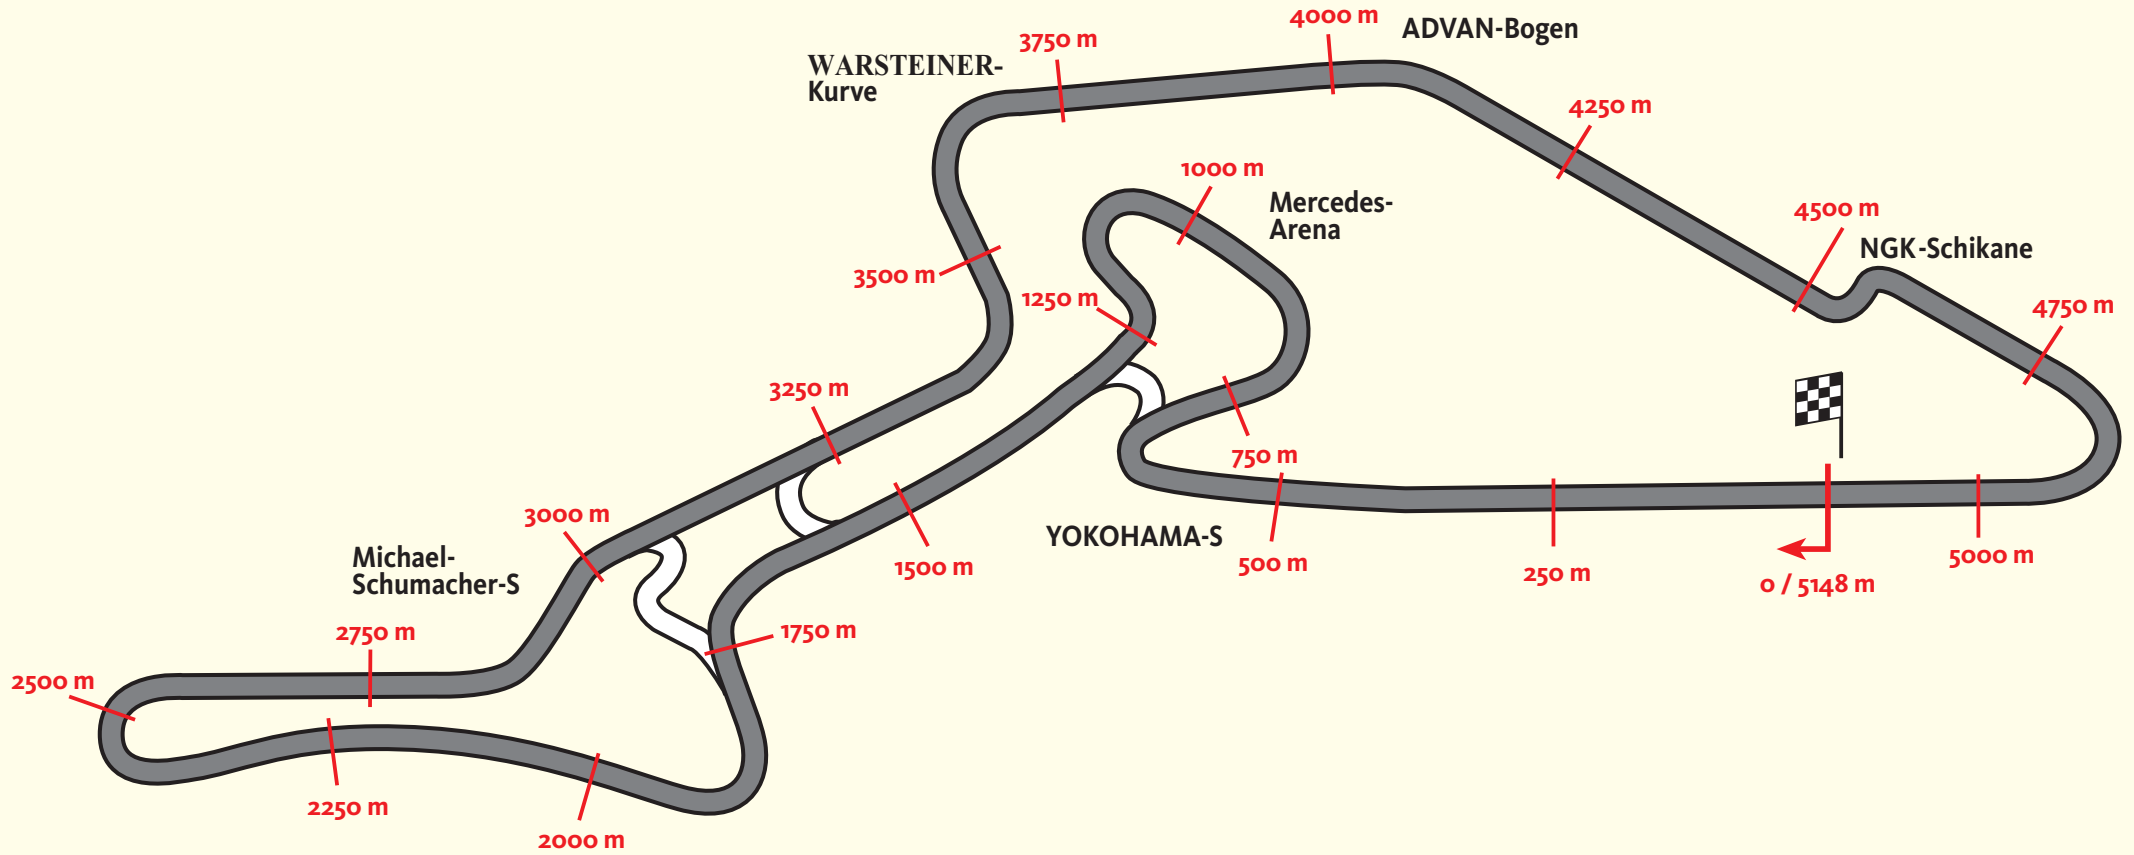 4000 m
ADVAN-Bogen
3750 m
WARSTEINER-
Kurve
4250 m
1000 m
Mercedes-
Arena
4500 m
NGK-Schikane
3500 m
1250 m
4750 m
3250 m
750 m
3000 m
YOKOHAMA-S
500 m
250 m
5000 m
0 / 5148 m
1500 m
Michael-
Schumacher-S
1750 m
2750 m
2500 m
2250 m
2000 m